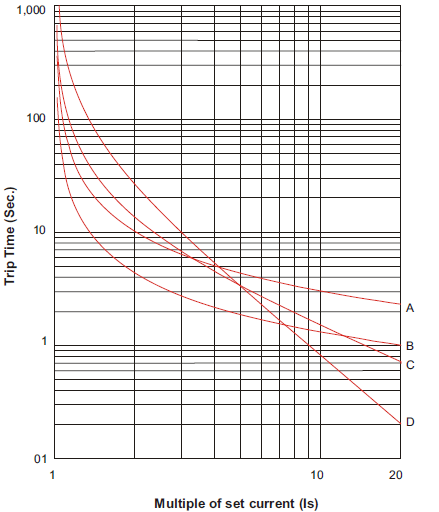 1,000
100
10
1
01
Trip Time (Sec.)
A
B
C
D
1 10 20
Multiple of set current (Is)